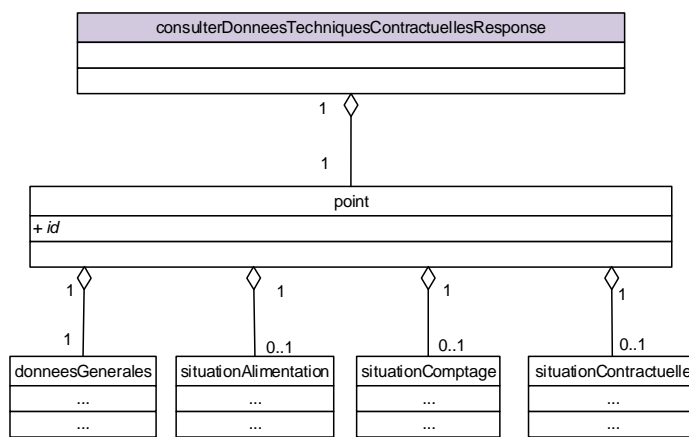 consulterDonneesTechniquesContractuellesResponse
1
1
point
+ id
1
1
1
1
1
0..1
0..1
0..1
donneesGenerales
situationAlimentation
situationComptage
situationContractuelle
...
...
...
...
...
...
...
...